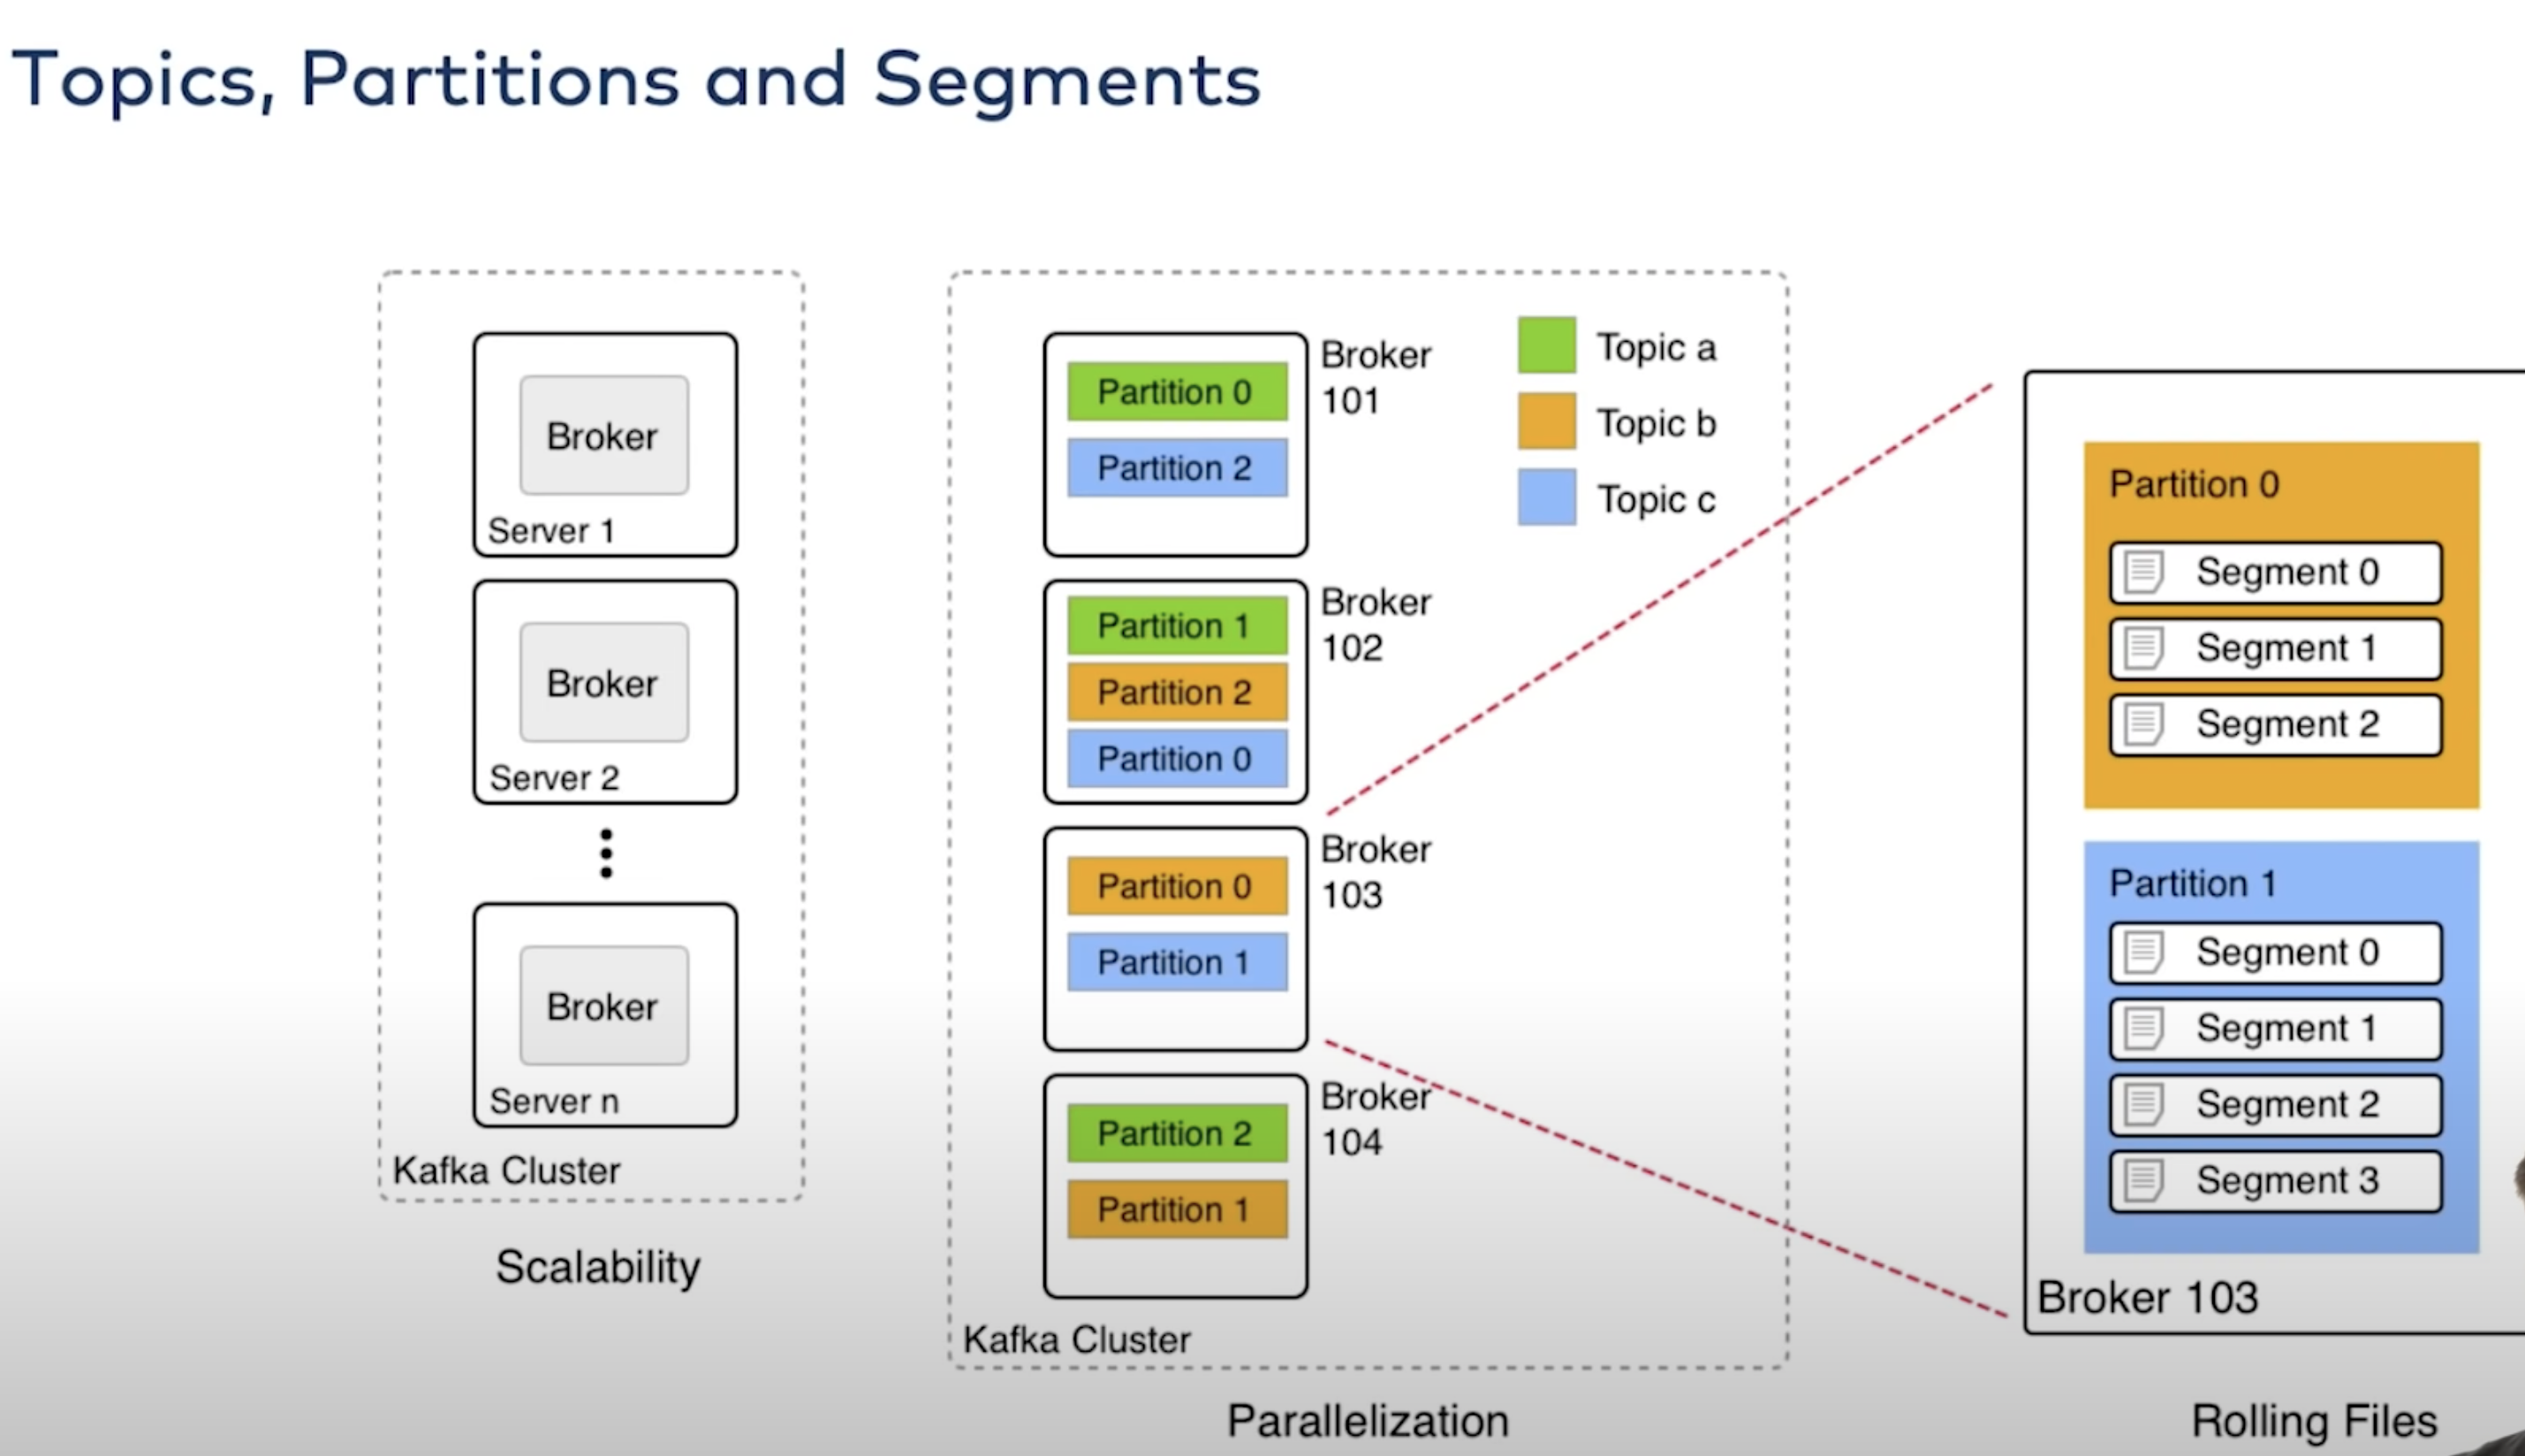 Topics, Partitions and Segments
Broker
Server 1
Broker
Server 2
Broker
Server n
Kafka Cluster
Scalability
Partition 0
Partition 2
Broker
101
Partition 1
Partition 2
Partition 0
Broker
102
Partition 0
Partition 1
Broker
103
Partition 2
Partition 1
Broker
104
Topic a
Topic b
Topic c
Kafka Cluster
Parallelization
Partition 0
Segment 0
Segment 1
Segment 2
Partition 1
Segment 0
Segment 1
Segment 2
Segment 3
Broker 103
Rolling Files